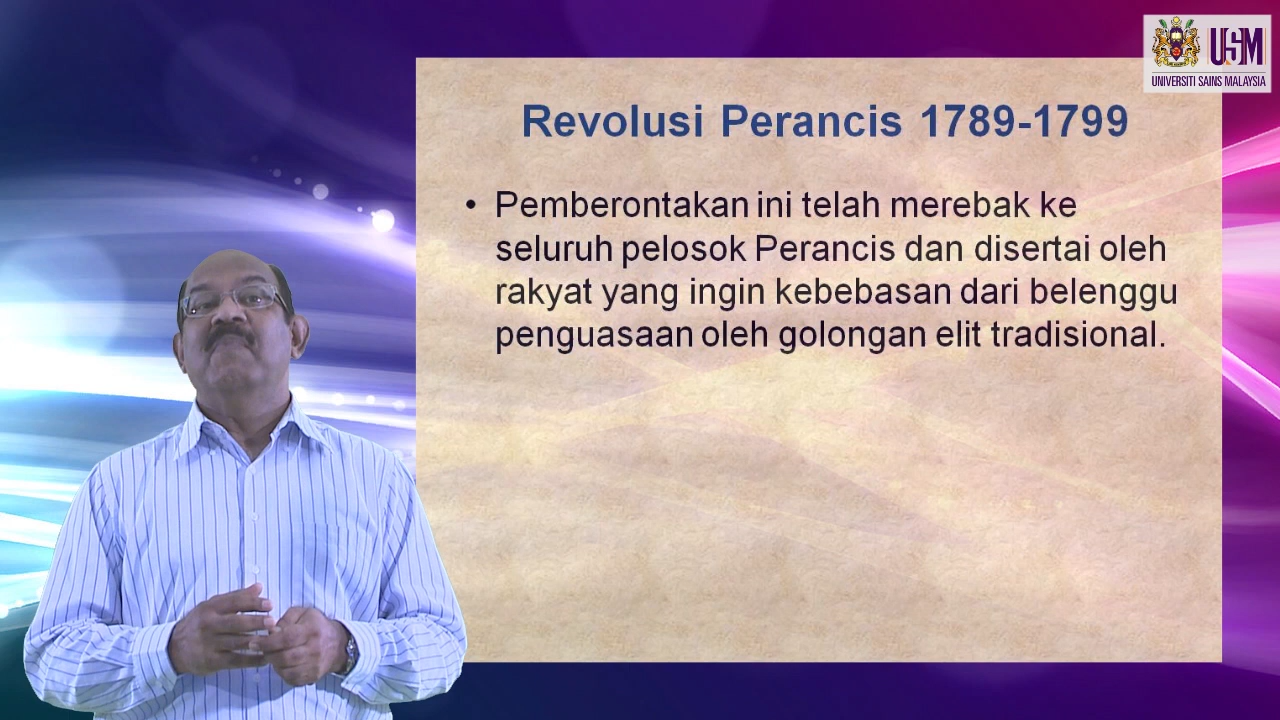 USM
UNIVERSITI SAINS MALAYSIA
Revolusi Perancis 1789-1799
• Pemberontakan ini telah merebak ke
seluruh pelosok Perancis dan disertai oleh
rakyat yang ingin kebebasan dari belenggu
penguasaan oleh golongan elit tradisional.